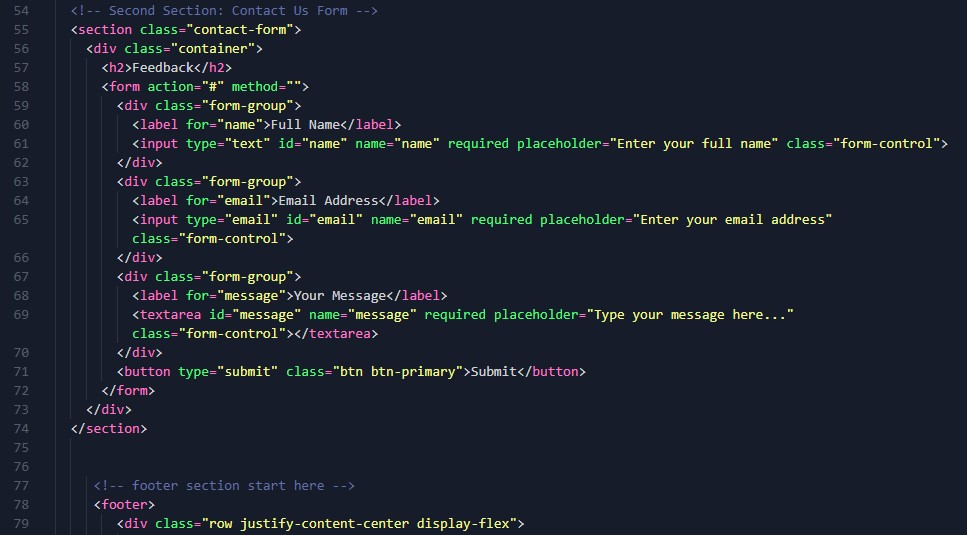 54 <!-- Second Section: Contact Us Form -->
55 <section class="contact-form">
56 <div class="container">
57 <h2>Feedback</h2>
58 <form action="#" method="">
59 <div class="form-group">
60 <label for="name">Full Name</label>
61 <input type="text" id="name" name="name" required placeholder="Enter your full name" class="form-control">
62 </div>
63 <div class="form-group">
64 <label for="email">Email Address</label>
65 <input type="email" id="email" name="email" required placeholder="Enter your email address"
class="form-control">
66 </div>
67 <div class="form-group">
68 <label for="message">Your Message</label>
69 <textarea id="message" name="message" required placeholder="Type your message here..."
class="form-control"></textarea>
70 </div>
71 <button type="submit" class="btn btn-primary">Submit</button>
72 </form>
73 </div>
74 </section>
75
76
77 <!-- footer section start here -->
78 <footer>
79 <div class="row justify-content-center display-flex">